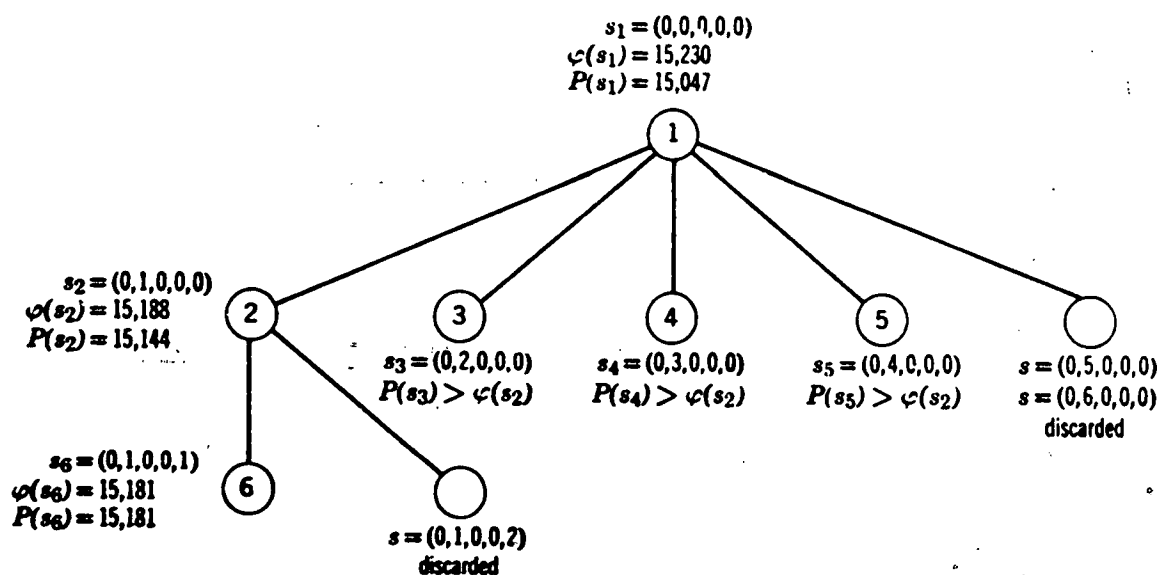 s₁ = (0,0,0,0,0)
φ(s₁) = 15,230
P(s₁) = 15,047
1
s₂ = (0,1,0,0,0)
φ(s₂) = 15,188
P(s₂) = 15,144
2
3
4
5
s₃ = (0,2,0,0,0)
P(s₃) > φ(s₂)
s₄ = (0,3,0,0,0)
P(s₄) > φ(s₂)
s₅ = (0,4,0,0,0)
P(s₅) > φ(s₂)
s = (0,5,0,0,0)
s = (0,6,0,0,0)
discarded
s₆ = (0,1,0,0,1)
φ(s₆) = 15,181
P(s₆) = 15,181
6
s = (0,1,0,0,2)
discarded